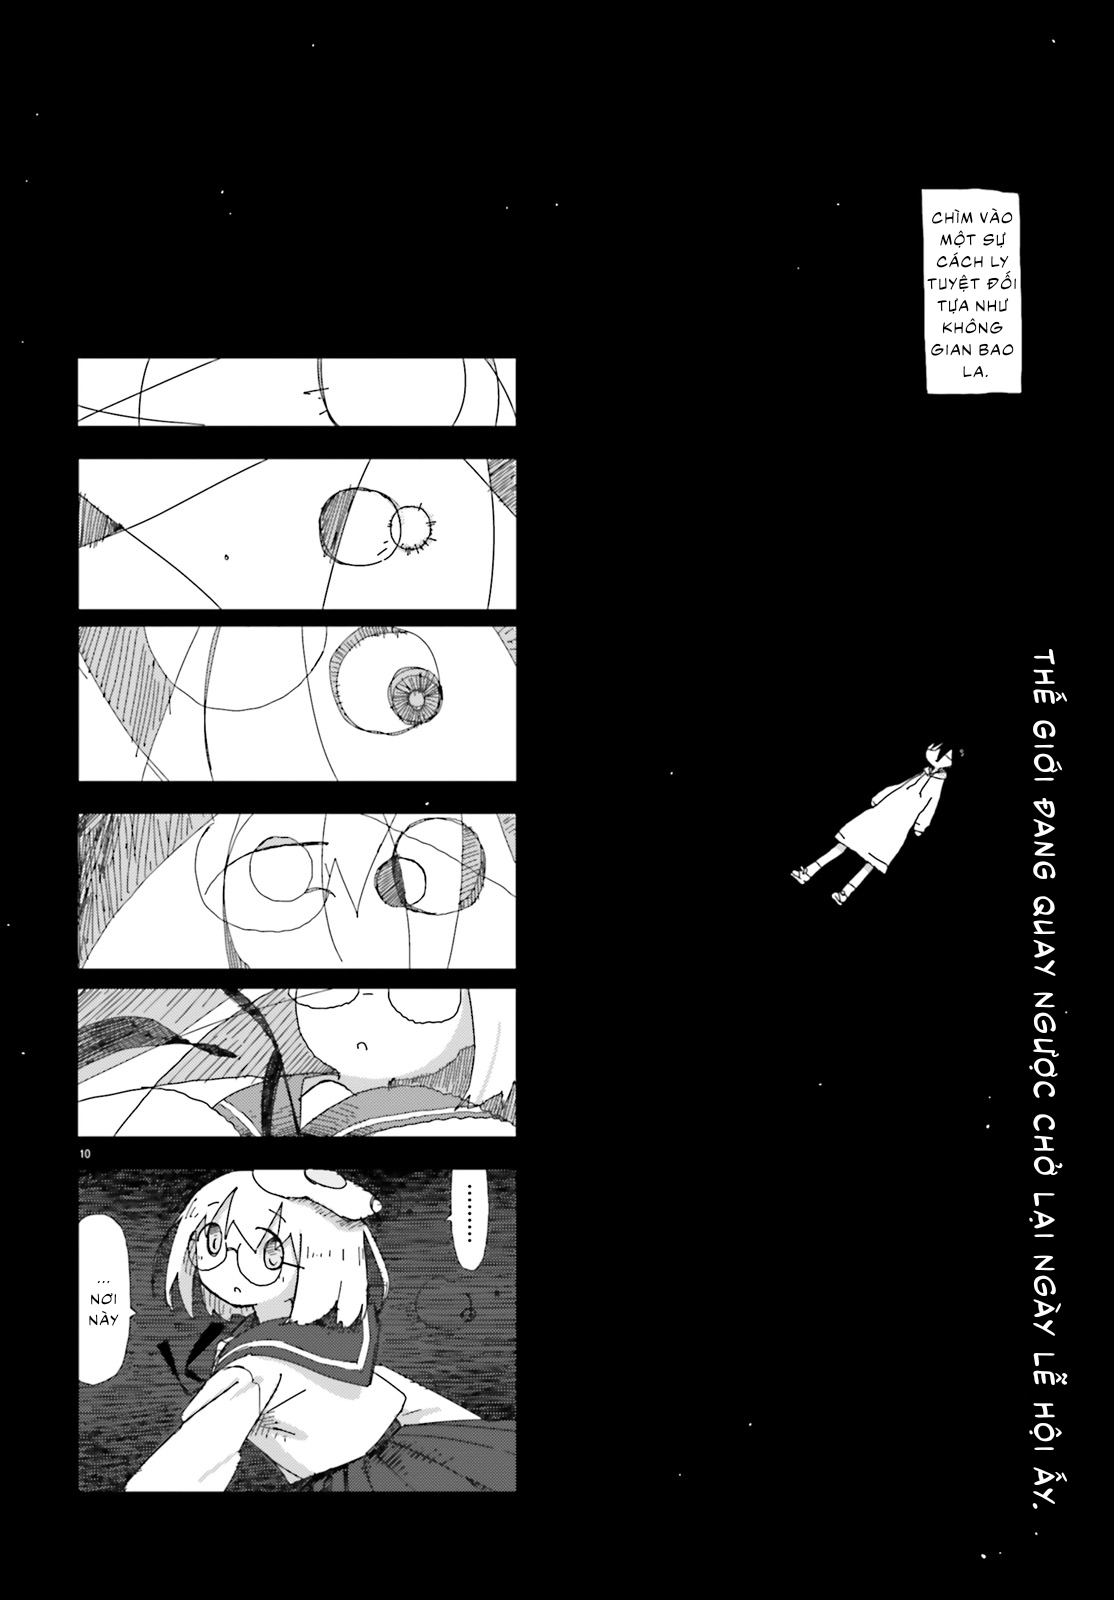 CHÌM VÀO
MỘT SỰ
CÁCH LY
TUYỆT ĐỐI
TỰA NHƯ
KHÔNG
GIAN BAO
LA.
THẾ GIỚI ĐANG QUAY NGƯỢC CHỞ LẠI NGÀY LỄ HỘI ẤY.
10
.........
...
NƠI
NÀY